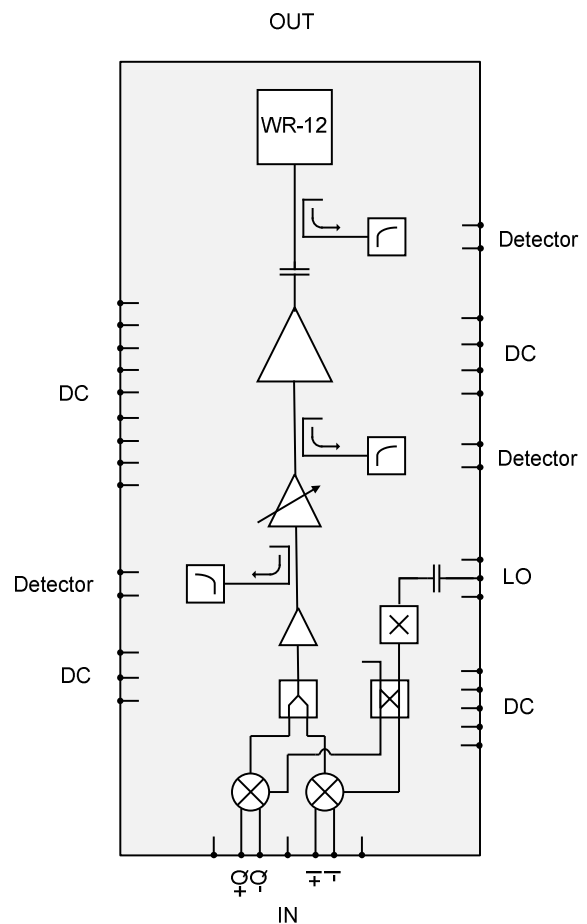 OUT
WR-12
Detector
DC
DC
Detector
Detector
LO
DC
DC
+Q
-Q
+I
-I
IN